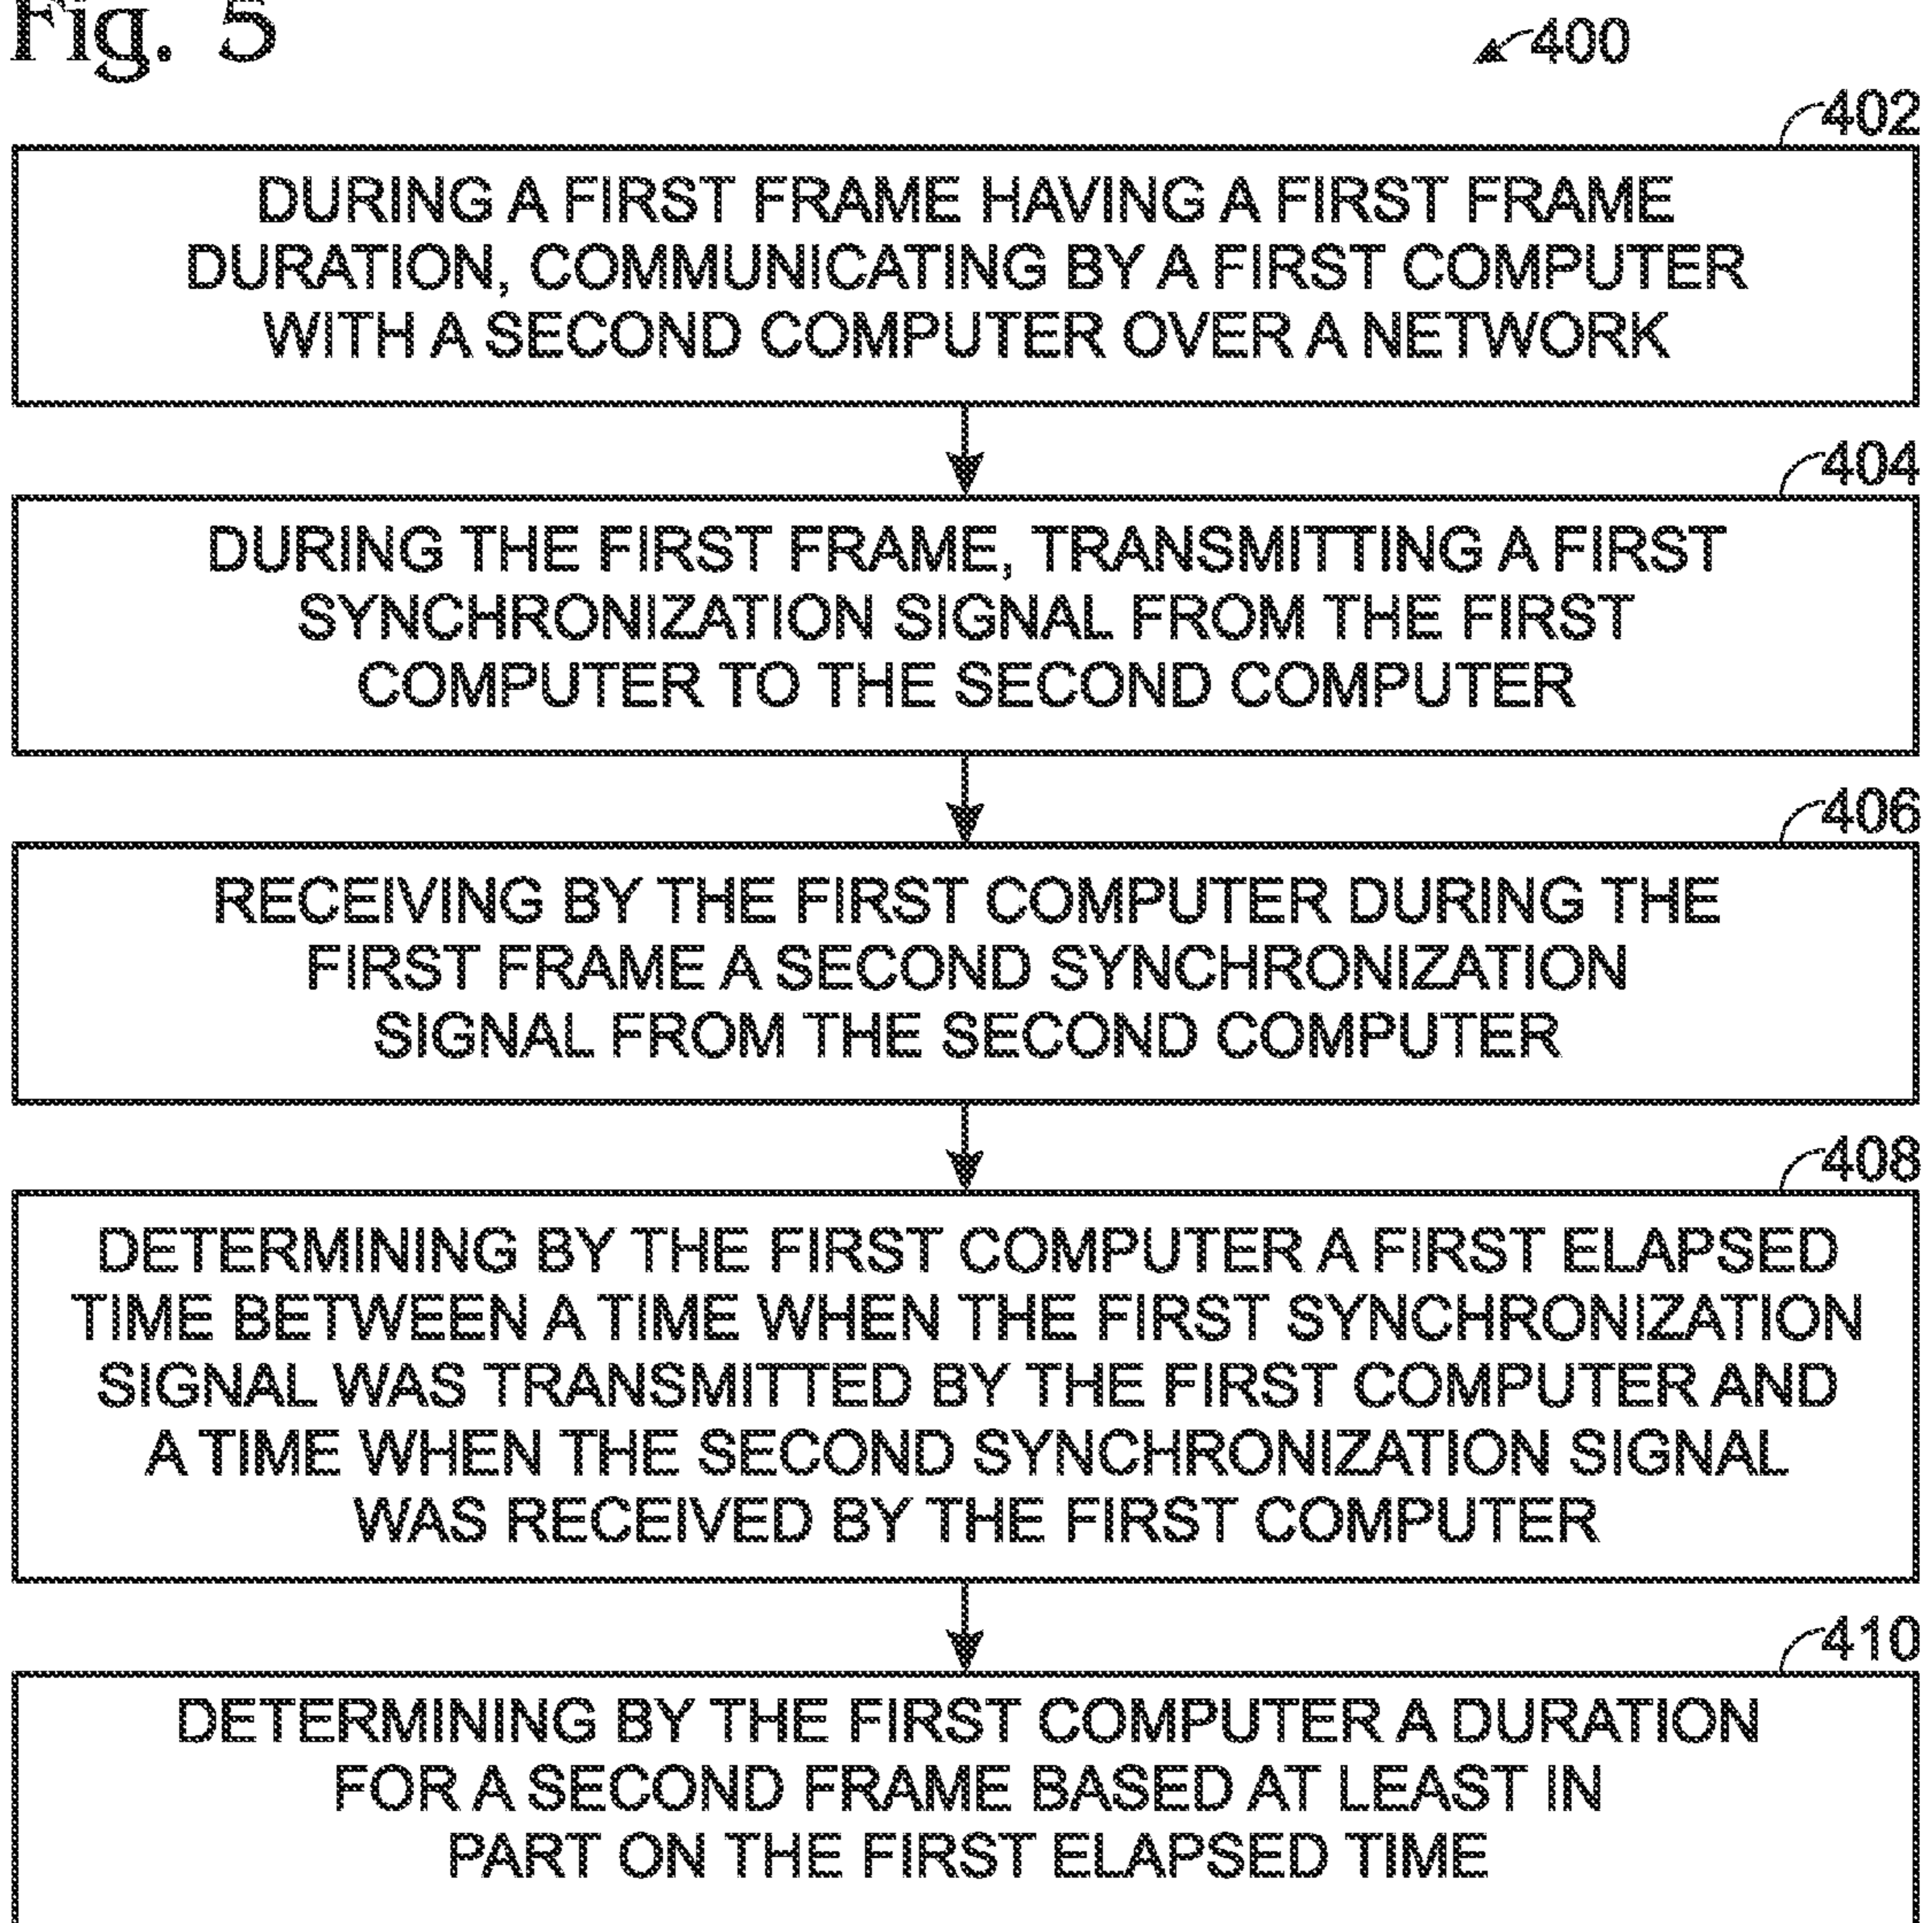 Fig. 5
400
402
DURING A FIRST FRAME HAVING A FIRST FRAME
DURATION, COMMUNICATING BY A FIRST COMPUTER
WITH A SECOND COMPUTER OVER A NETWORK
404
DURING THE FIRST FRAME, TRANSMITTING A FIRST
SYNCHRONIZATION SIGNAL FROM THE FIRST
COMPUTER TO THE SECOND COMPUTER
406
RECEIVING BY THE FIRST COMPUTER DURING THE
FIRST FRAME A SECOND SYNCHRONIZATION
SIGNAL FROM THE SECOND COMPUTER
408
DETERMINING BY THE FIRST COMPUTER A FIRST ELAPSED
TIME BETWEEN A TIME WHEN THE FIRST SYNCHRONIZATION
SIGNAL WAS TRANSMITTED BY THE FIRST COMPUTER AND
A TIME WHEN THE SECOND SYNCHRONIZATION SIGNAL
WAS RECEIVED BY THE FIRST COMPUTER
410
DETERMINING BY THE FIRST COMPUTER A DURATION
FOR A SECOND FRAME BASED AT LEAST IN
PART ON THE FIRST ELAPSED TIME